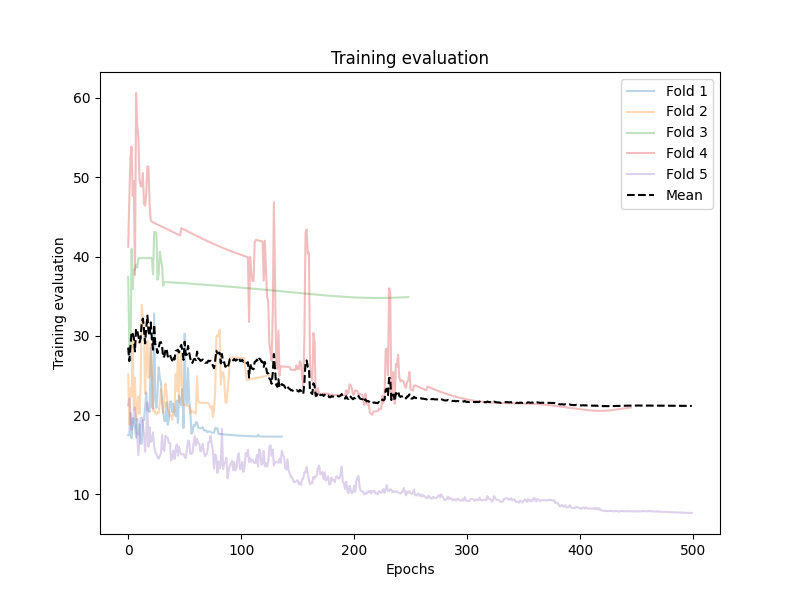 Training evaluation
Fold 1
Fold 2
Fold 3
Fold 4
Fold 5
Mean
Training evaluation
60
50
40
30
20
10
0
100
200
300
400
500
Epochs